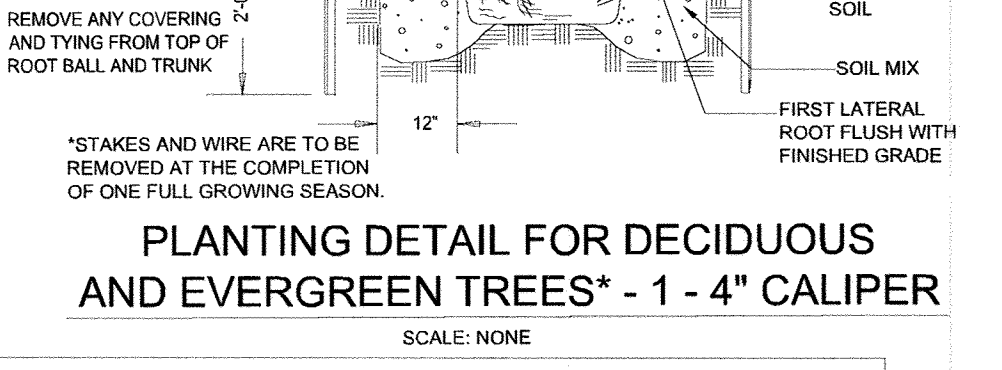 REMOVE ANY COVERING
AND TYING FROM TOP OF
ROOT BALL AND TRUNK
SOIL
SOIL MIX
FIRST LATERAL
ROOT FLUSH WITH
FINISHED GRADE
12"
*STAKES AND WIRE ARE TO BE
REMOVED AT THE COMPLETION
OF ONE FULL GROWING SEASON.
PLANTING DETAIL FOR DECIDUOUS
AND EVERGREEN TREES* - 1 - 4" CALIPER
SCALE: NONE